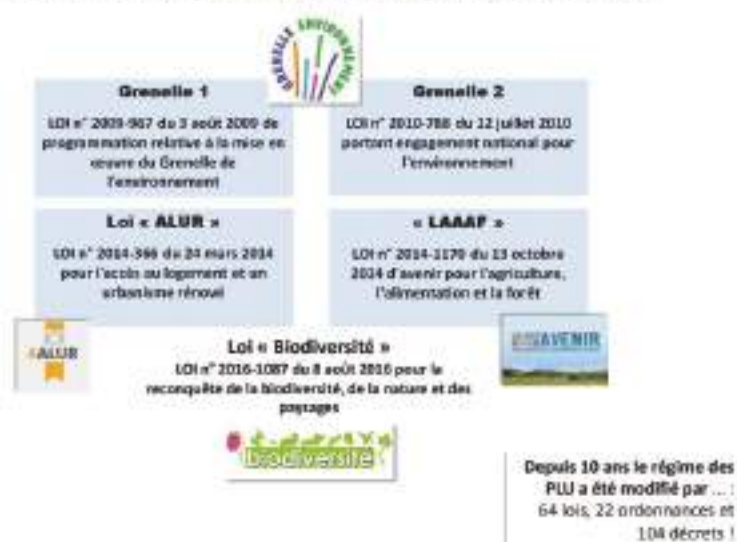 GRENELLE ENVIRONNEMENT
Grenelle 1
LOI n° 2009-967 du 3 août 2009 de
programmation relative à la mise en
œuvre du Grenelle de
l'environnement
Grenelle 2
LOI n° 2010-788 du 12 juillet 2010
portant engagement national pour
l'environnement
Loi « ALUR »
LOI n° 2014-366 du 24 mars 2014
pour l'accès au logement et un
urbanisme rénové
« LAAAF »
LOI n° 2014-1170 du 13 octobre
2014 d'avenir pour l'agriculture,
l'alimentation et la forêt
ALUR
AVENIR
Loi « Biodiversité »
LOI n° 2016-1087 du 8 août 2016 pour la
reconquête de la biodiversité, de la nature et des
paysages
biodiversité
Depuis 10 ans le régime des
PLU a été modifié par ... :
64 lois, 22 ordonnances et
104 décrets !